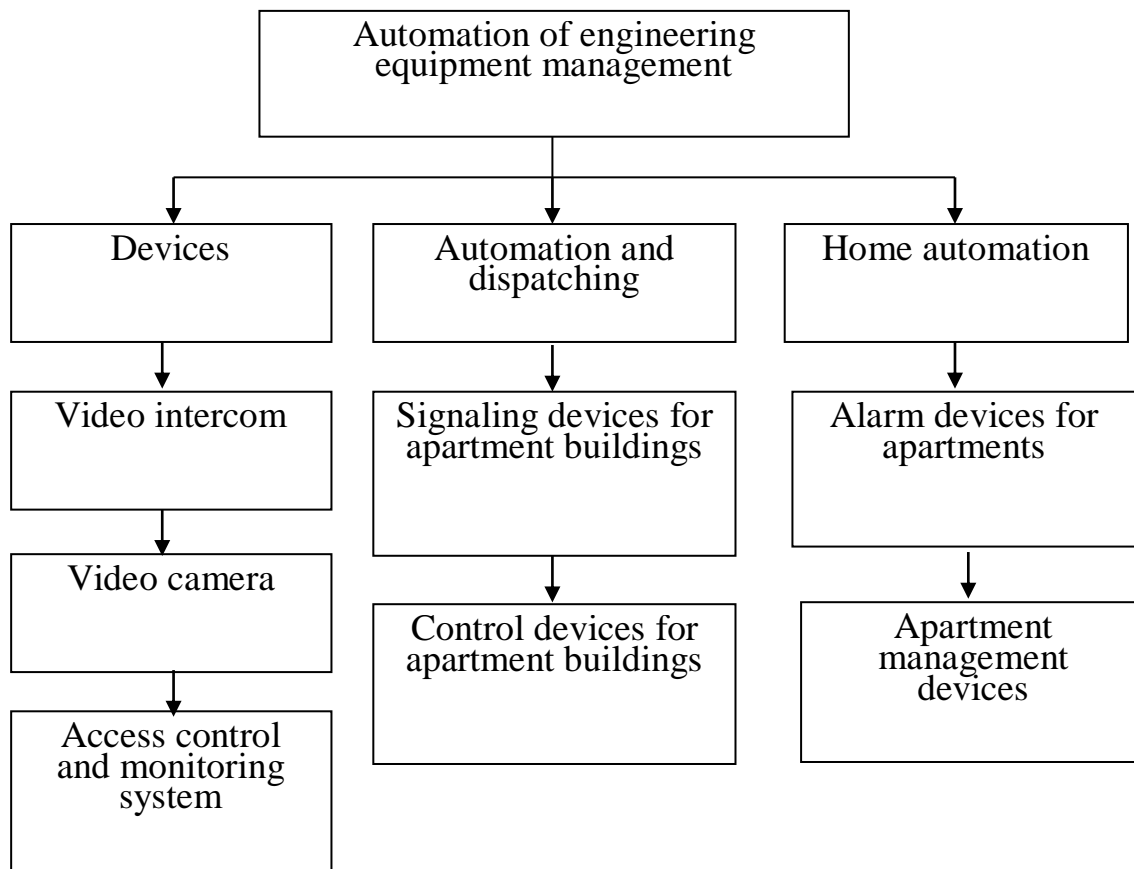 Automation of engineering
equipment management
Devices
Automation and
dispatching
Home automation
Video intercom
Signaling devices for
apartment buildings
Alarm devices for
apartments
Video camera
Control devices for
apartment buildings
Apartment
management
devices
Access control
and monitoring
system